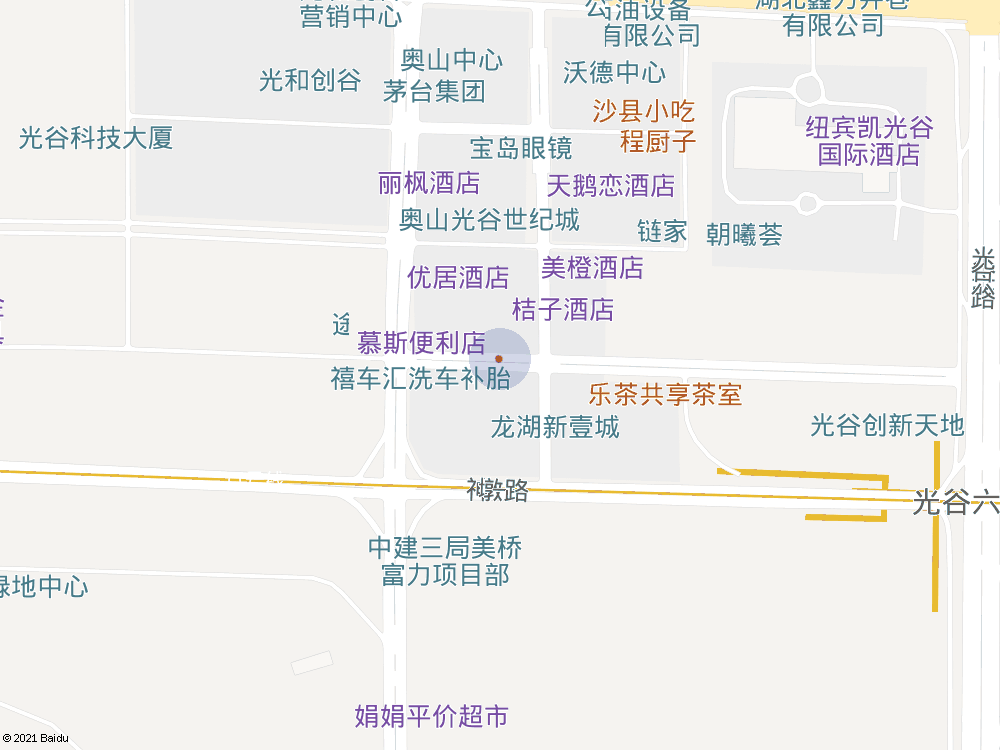 营销中心
有限公司
有限公司
奥山中心
沃德中心
光和创谷
茅台集团
沙县小吃
程厨子
纽宾凯光谷
国际酒店
光谷科技大厦
宝岛眼镜
丽枫酒店
天鹅恋酒店
奥山光谷世纪城
链家
朝曦荟
美橙酒店
优居酒店
桔子酒店
慕斯便利店
禧车汇洗车补胎
乐茶共享茶室
龙湖新壹城
光谷创新天地
光谷六
中建三局美桥
富力项目部
绿地中心
娟娟平价超市
© 2021 Baidu